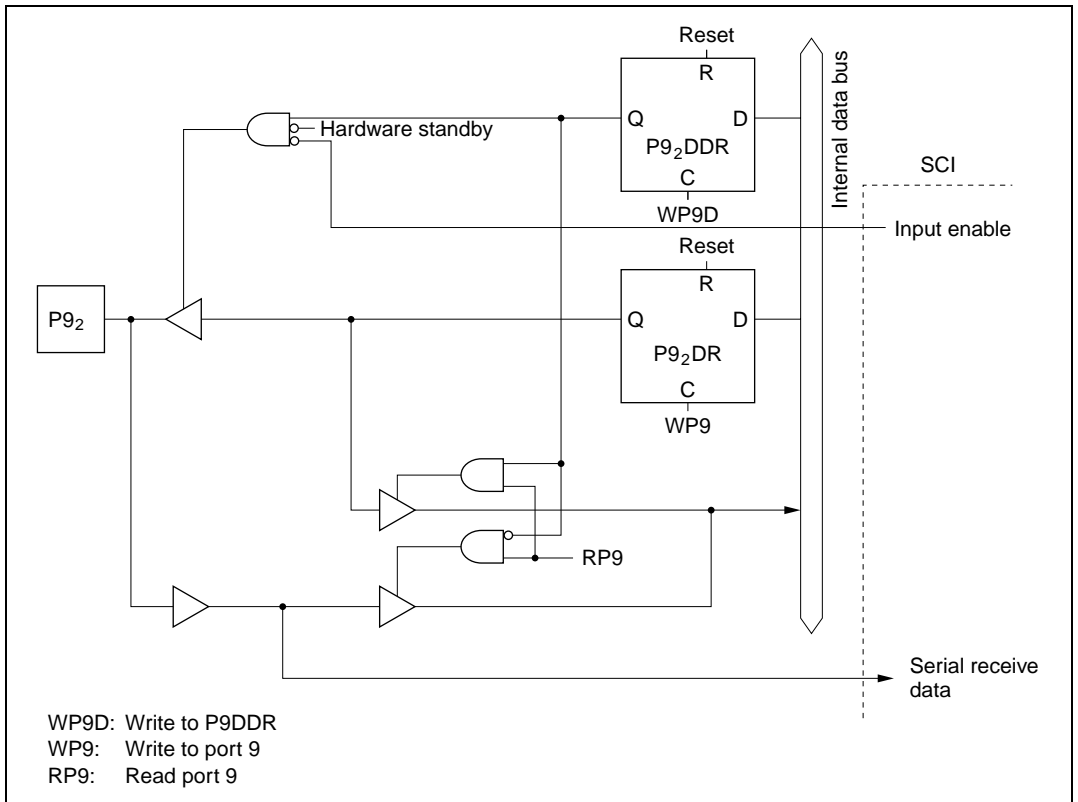 Reset
R
Q
D
P9₂DDR
C
WP9D
Hardware standby
Internal data bus
SCI
Input enable
Reset
R
Q
D
P9₂DR
C
WP9
P9₂
RP9
Serial receive
data
WP9D: Write to P9DDR
WP9: Write to port 9
RP9: Read port 9